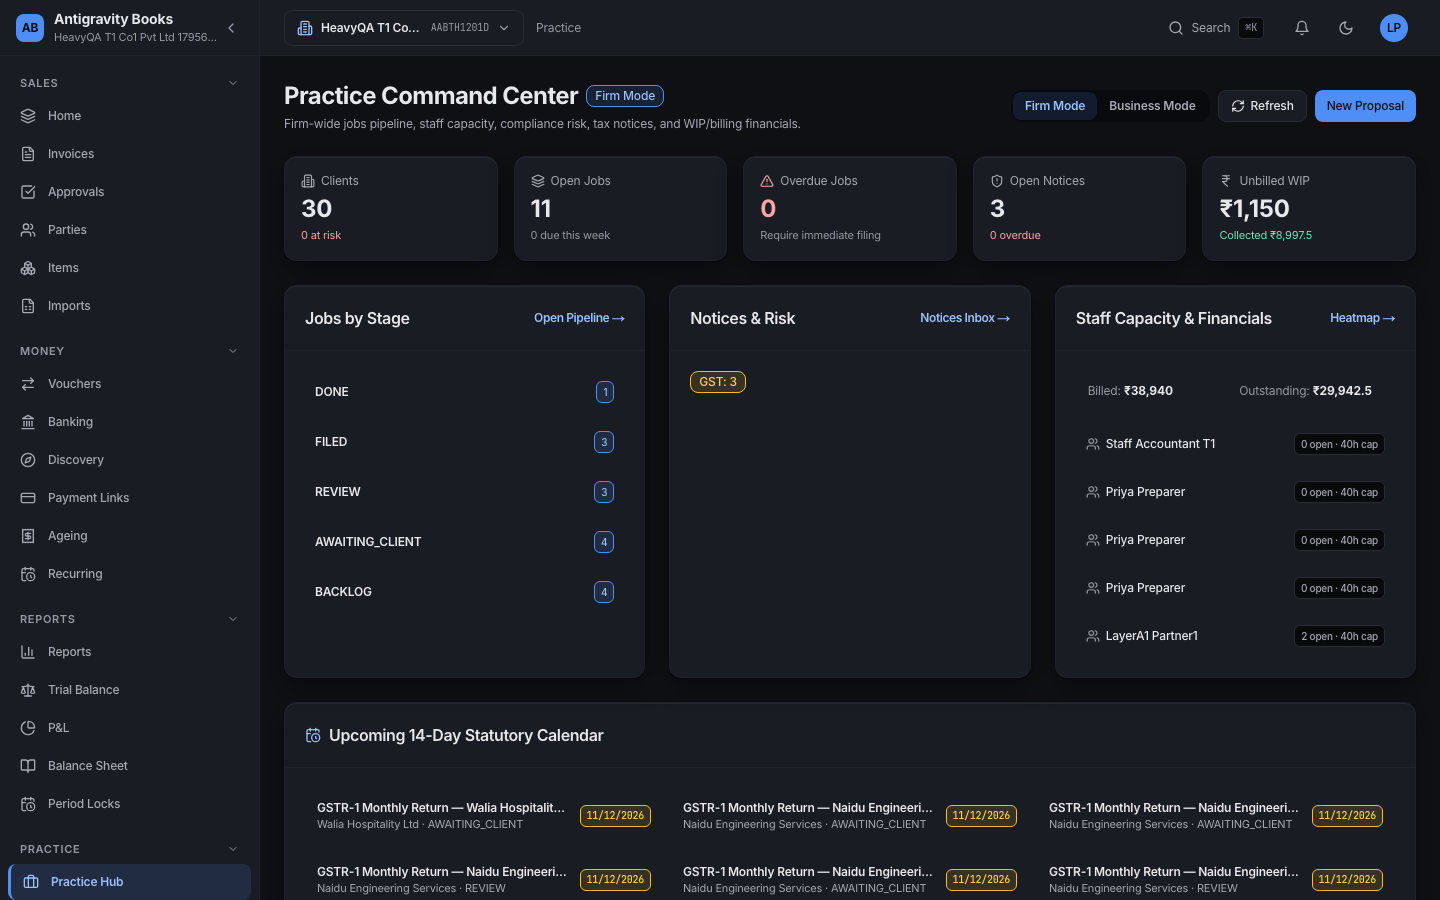 AB
Antigravity Books
HeavyQA T1 Co1 Pvt Ltd 17956...
SALES
Home
Invoices
Approvals
Parties
Items
Imports
MONEY
Vouchers
Banking
Discovery
Payment Links
Ageing
Recurring
REPORTS
Reports
Trial Balance
P&L
Balance Sheet
Period Locks
PRACTICE
Practice Hub
HeavyQA T1 Co... AABTH1201D
Practice
Search ⌘K
LP
Practice Command Center Firm Mode
Firm-wide jobs pipeline, staff capacity, compliance risk, tax notices, and WIP/billing financials.
Firm Mode Business Mode Refresh New Proposal
Clients
30
0 at risk
Open Jobs
11
0 due this week
Overdue Jobs
0
Require immediate filing
Open Notices
3
0 overdue
Unbilled WIP
₹1,150
Collected ₹8,997.5
Jobs by Stage Open Pipeline →
DONE 1
FILED 3
REVIEW 3
AWAITING_CLIENT 4
BACKLOG 4
Notices & Risk Notices Inbox →
GST: 3
Staff Capacity & Financials Heatmap →
Billed: ₹38,940 Outstanding: ₹29,942.5
Staff Accountant T1 0 open · 40h cap
Priya Preparer 0 open · 40h cap
Priya Preparer 0 open · 40h cap
Priya Preparer 0 open · 40h cap
LayerA1 Partner1 2 open · 40h cap
Upcoming 14-Day Statutory Calendar
GSTR-1 Monthly Return — Walia Hospitalit... 11/12/2026
Walia Hospitality Ltd · AWAITING_CLIENT
GSTR-1 Monthly Return — Naidu Engineeri... 11/12/2026
Naidu Engineering Services · AWAITING_CLIENT
GSTR-1 Monthly Return — Naidu Engineeri... 11/12/2026
Naidu Engineering Services · AWAITING_CLIENT
GSTR-1 Monthly Return — Naidu Engineeri... 11/12/2026
Naidu Engineering Services · REVIEW
GSTR-1 Monthly Return — Naidu Engineeri... 11/12/2026
Naidu Engineering Services · AWAITING_CLIENT
GSTR-1 Monthly Return — Naidu Engineeri... 11/12/2026
Naidu Engineering Services · REVIEW